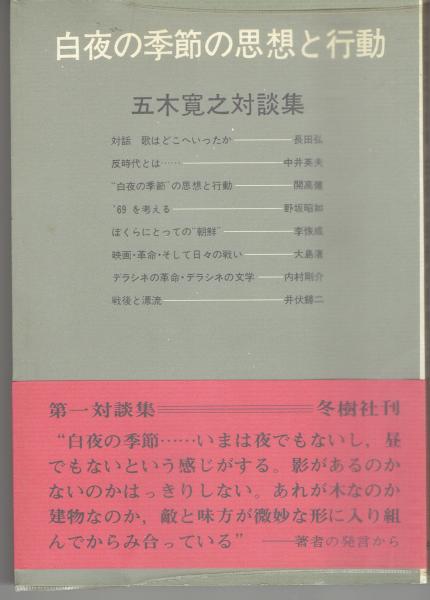 白夜の季節の思想と行動
五木寛之対談集
対話 歌はどこへいったか――長田弘
反時代とは……――中井英夫
“白夜の季節”の思想と行動――開高健
'69 を考える――野坂昭如
ぼくらにとっての“朝鮮”――李恢成
映画・革命・そして日々の戦い――大島渚
デラシネの革命・デラシネの文学――内村剛介
戦後と漂流――井伏鱒二
第一対談集 冬樹社刊
“白夜の季節……いまは夜でもないし，昼
でもないという感じがする。影があるのか
ないのかはっきりしない。あれが木なのか
建物なのか，敵と味方が微妙な形に入り組
んでからみ合っている” ――著者の発言から